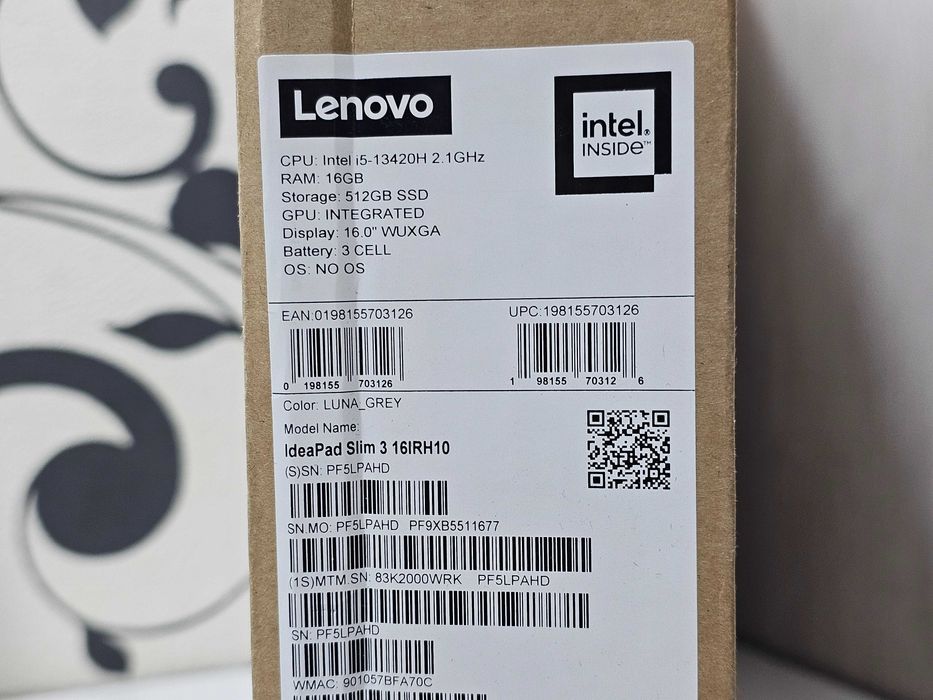 Lenovo
intel.
INSIDE™
CPU: Intel i5-13420H 2.1GHz
RAM: 16GB
Storage: 512GB SSD
GPU: INTEGRATED
Display: 16.0" WUXGA
Battery: 3 CELL
OS: NO OS
EAN:0198155703126
UPC:198155703126
0 198155 703126
1 98155 70312 6
Color: LUNA_GREY
Model Name:
IdeaPad Slim 3 16IRH10
(S)SN: PF5LPAHD
SN.MO: PF5LPAHD PF9XB5511677
(1S)MTM.SN: 83K2000WRK PF5LPAHD
SN: PF5LPAHD
WMAC: 901057BFA70C